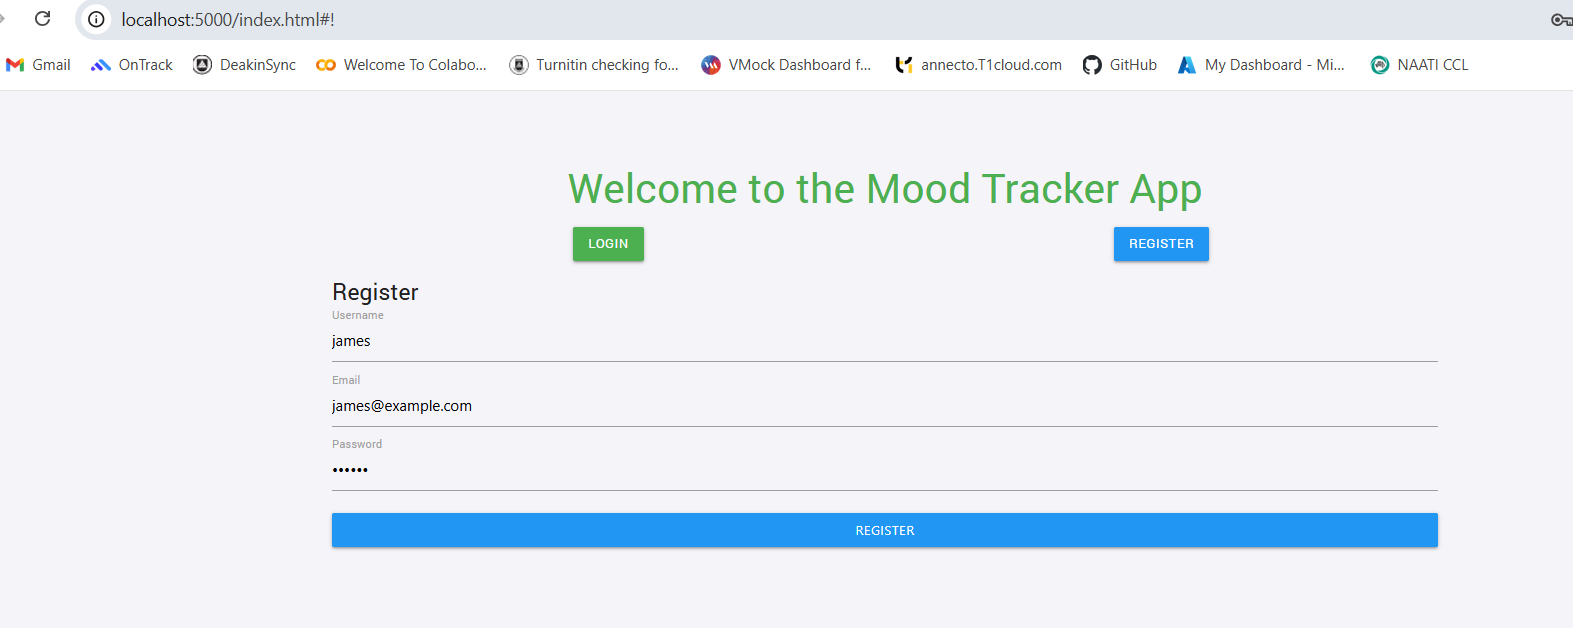 localhost:5000/index.html#!
Gmail OnTrack DeakinSync Welcome To Colabo... Turnitin checking fo... VMock Dashboard f... annecto.T1cloud.com GitHub My Dashboard - Mi... NAATI CCL
Welcome to the Mood Tracker App
LOGIN REGISTER
Register
Username
james
Email
james@example.com
Password
••••••
REGISTER